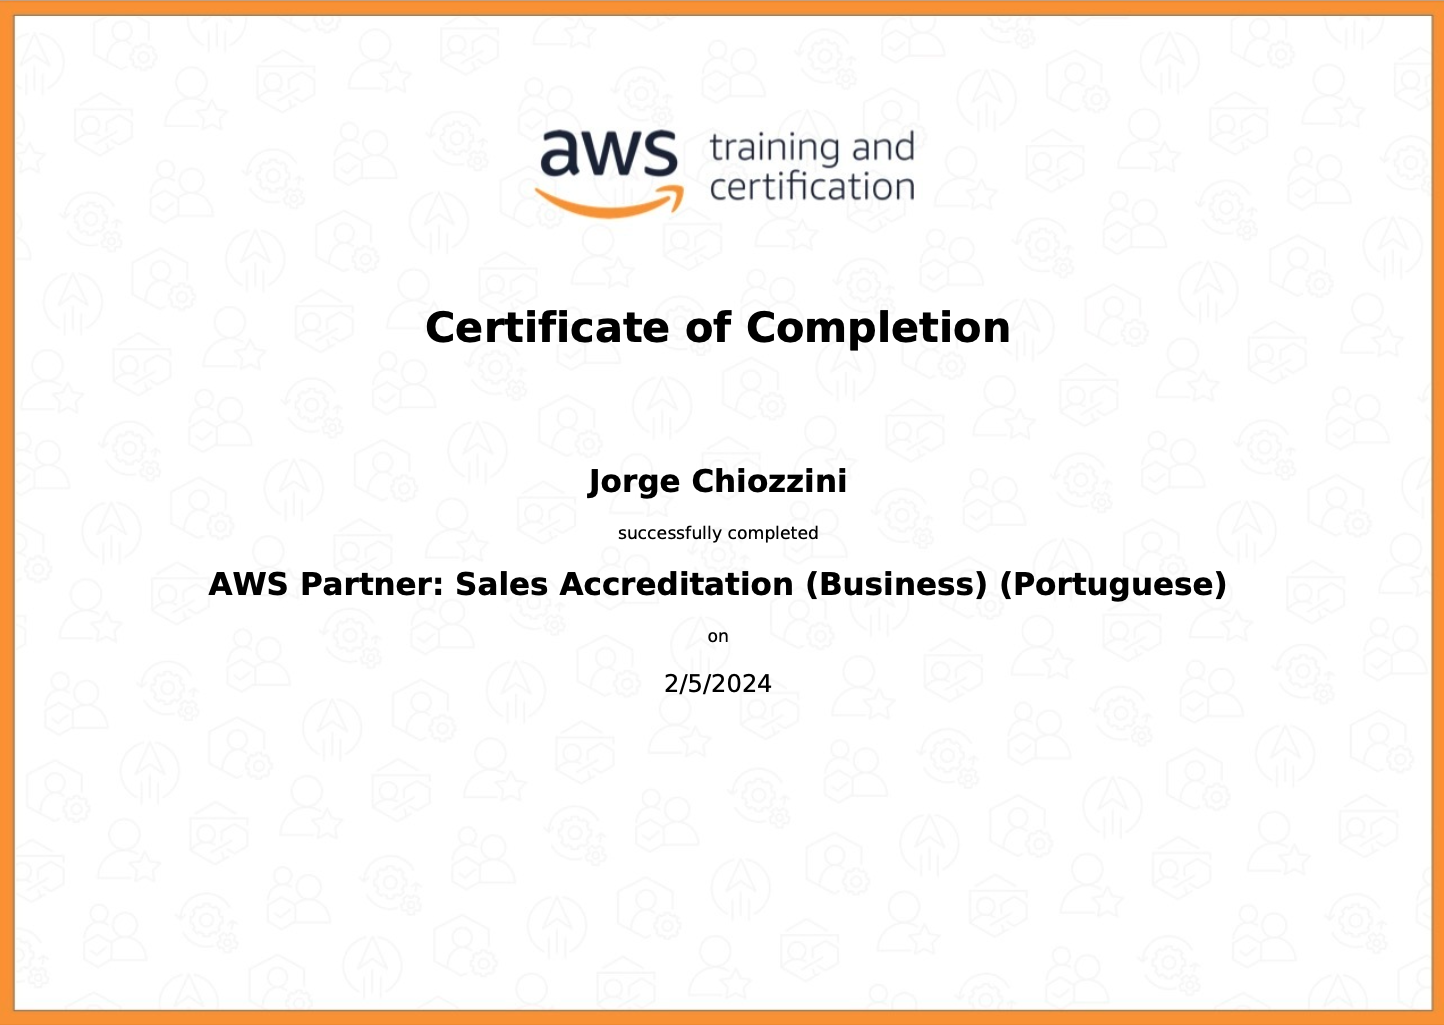 aws training and
certification
Certificate of Completion
Jorge Chiozzini
successfully completed
AWS Partner: Sales Accreditation (Business) (Portuguese)
on
2/5/2024